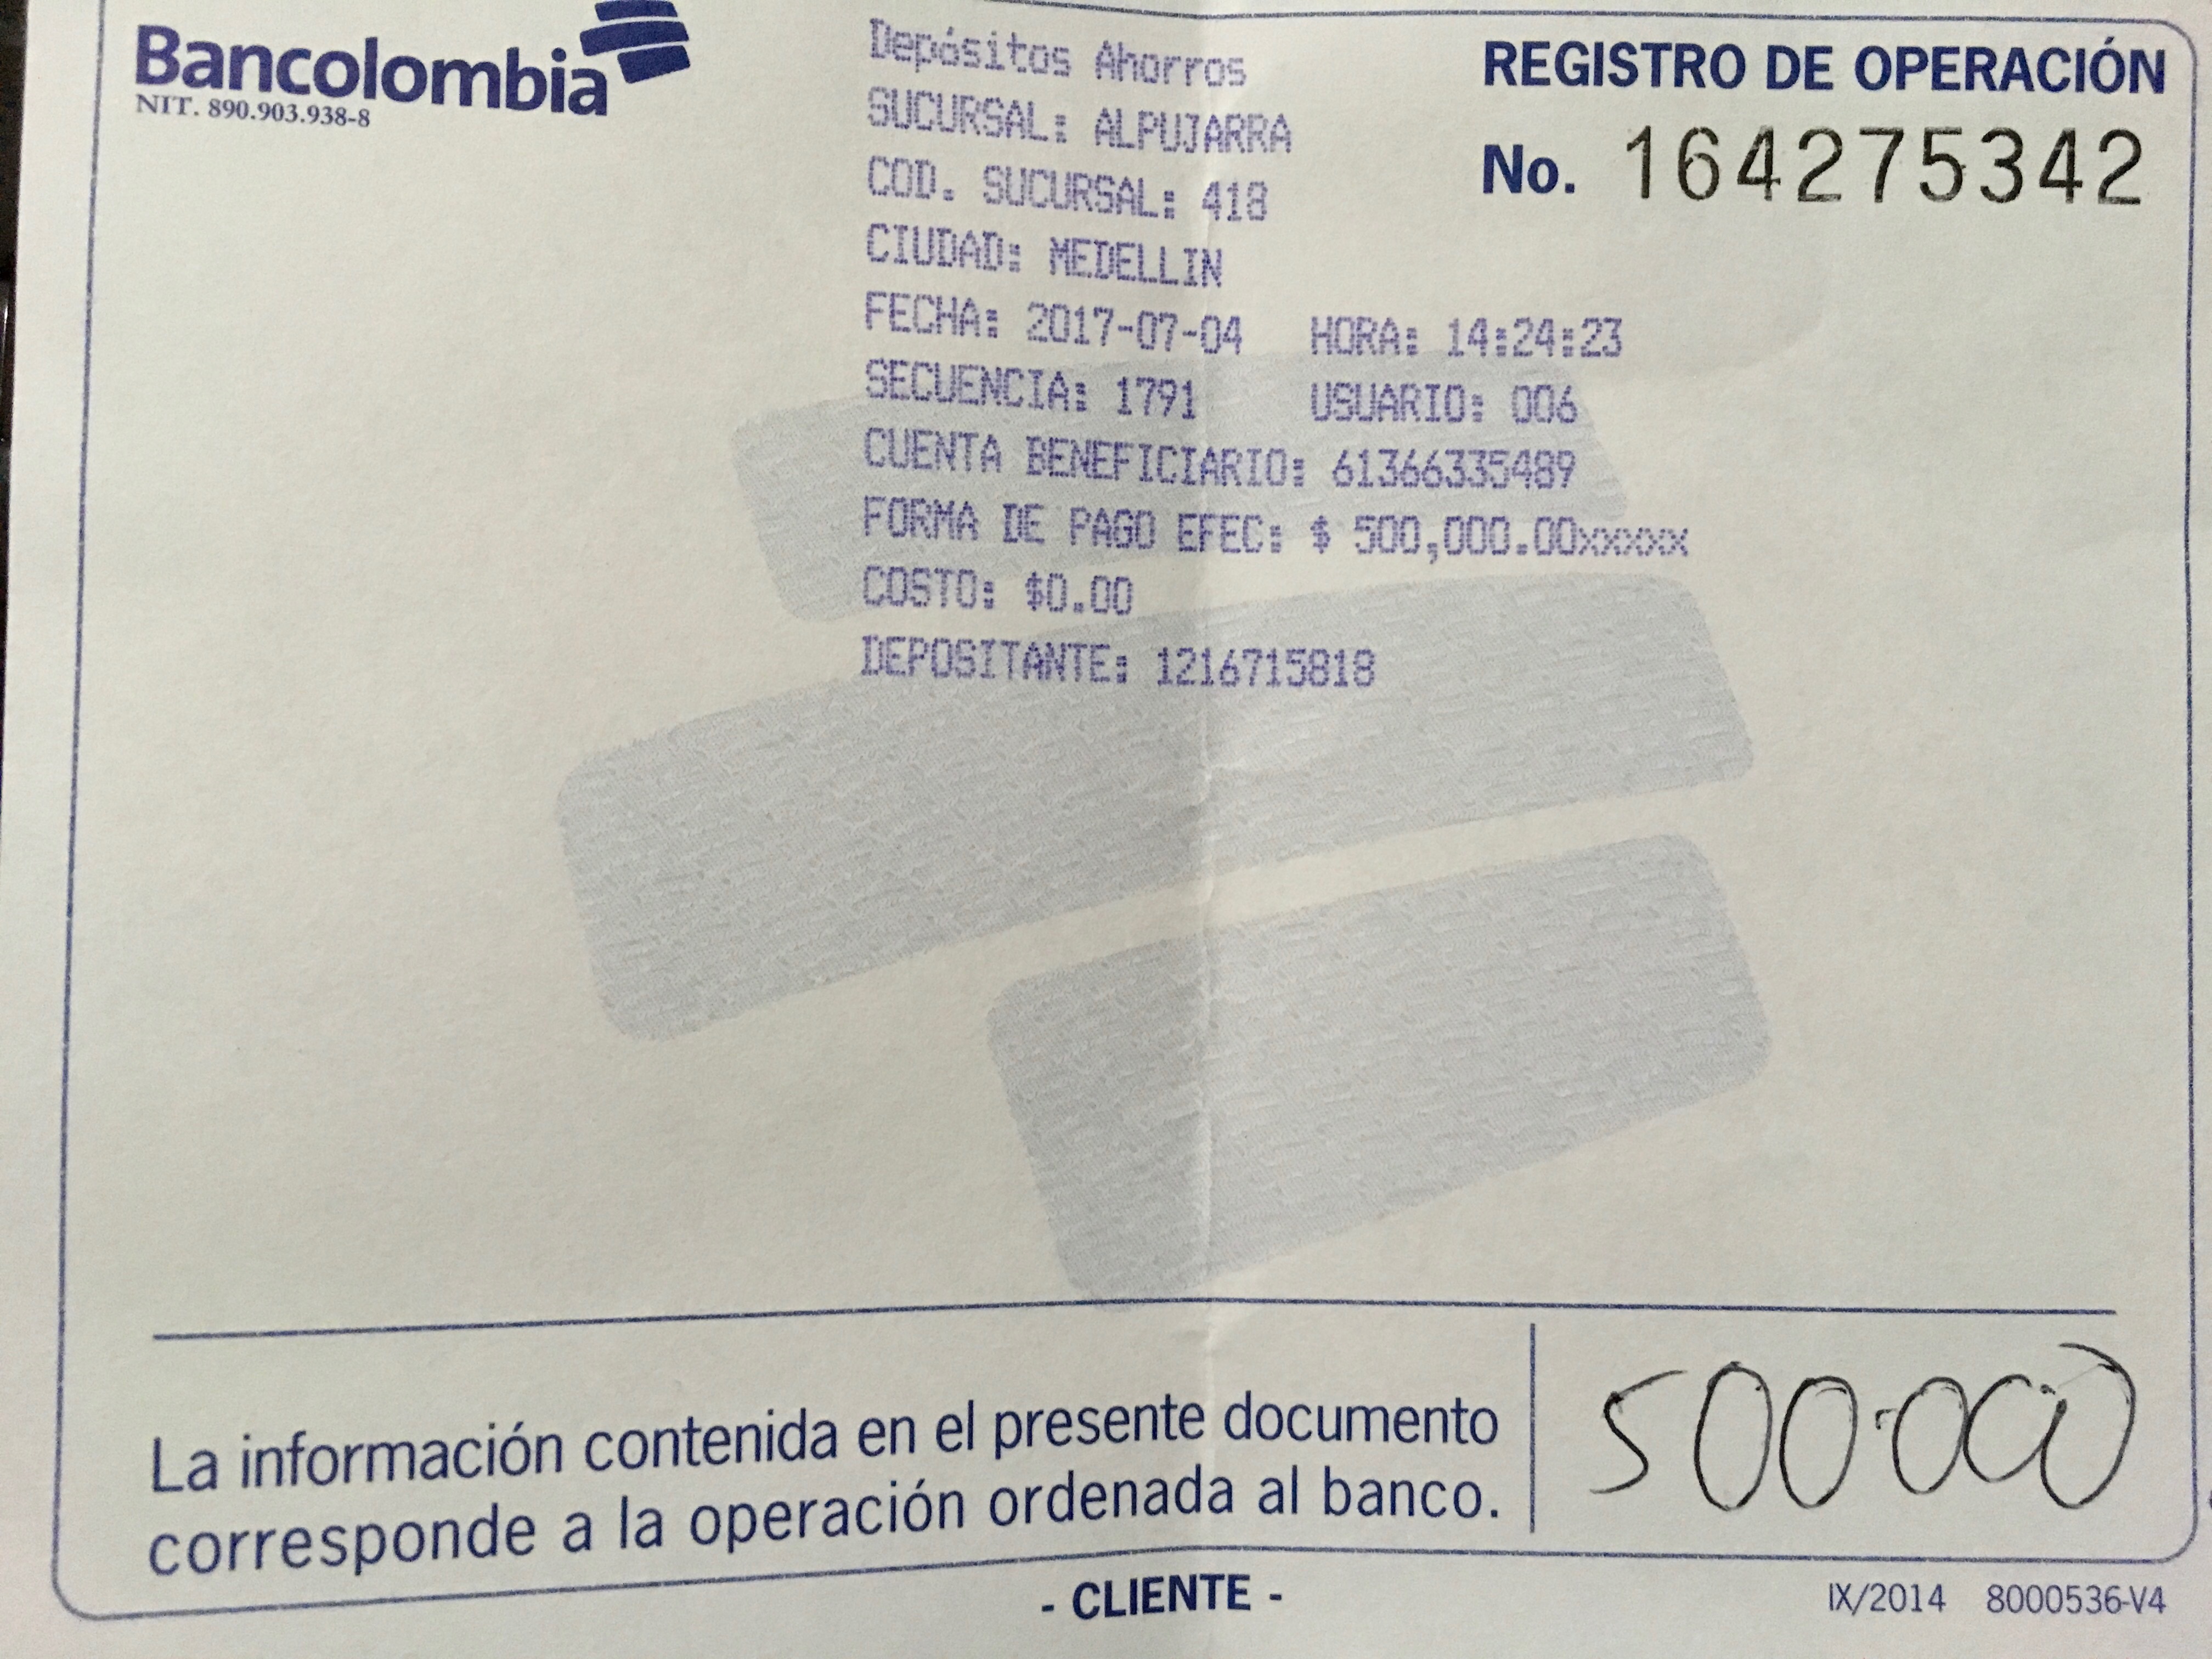 Bancolombia
NIT. 890.903.938-8
Depósitos Ahorros
SUCURSAL: ALPUJARRA
COD. SUCURSAL: 418
CIUDAD: MEDELLIN
FECHA: 2017-07-04 HORA: 14:24:23
SECUENCIA: 1791 USUARIO: 006
CUENTA BENEFICIARIO: 61366335489
FORMA DE PAGO EFEC: $ 500,000.00xxxxx
COSTO: $0.00
DEPOSITANTE: 1216715818
REGISTRO DE OPERACIÓN
No. 164275342
La información contenida en el presente documento
corresponde a la operación ordenada al banco.
500.000
- CLIENTE -
IX/2014 8000536-V4